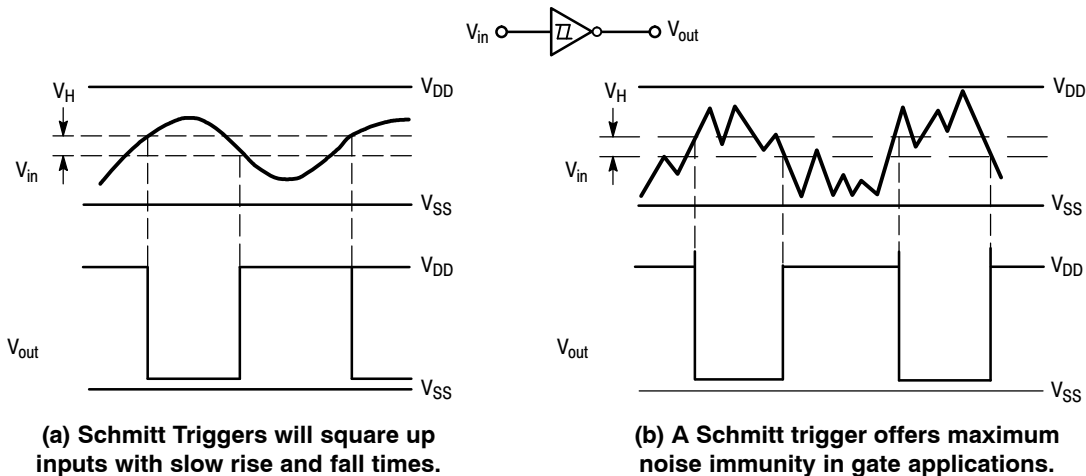 Vin Vout
VH VDD
Vin
VSS
VDD
Vout
VSS
(a) Schmitt Triggers will square up
inputs with slow rise and fall times.
VH VDD
Vin
VSS
VDD
Vout
VSS
(b) A Schmitt trigger offers maximum
noise immunity in gate applications.